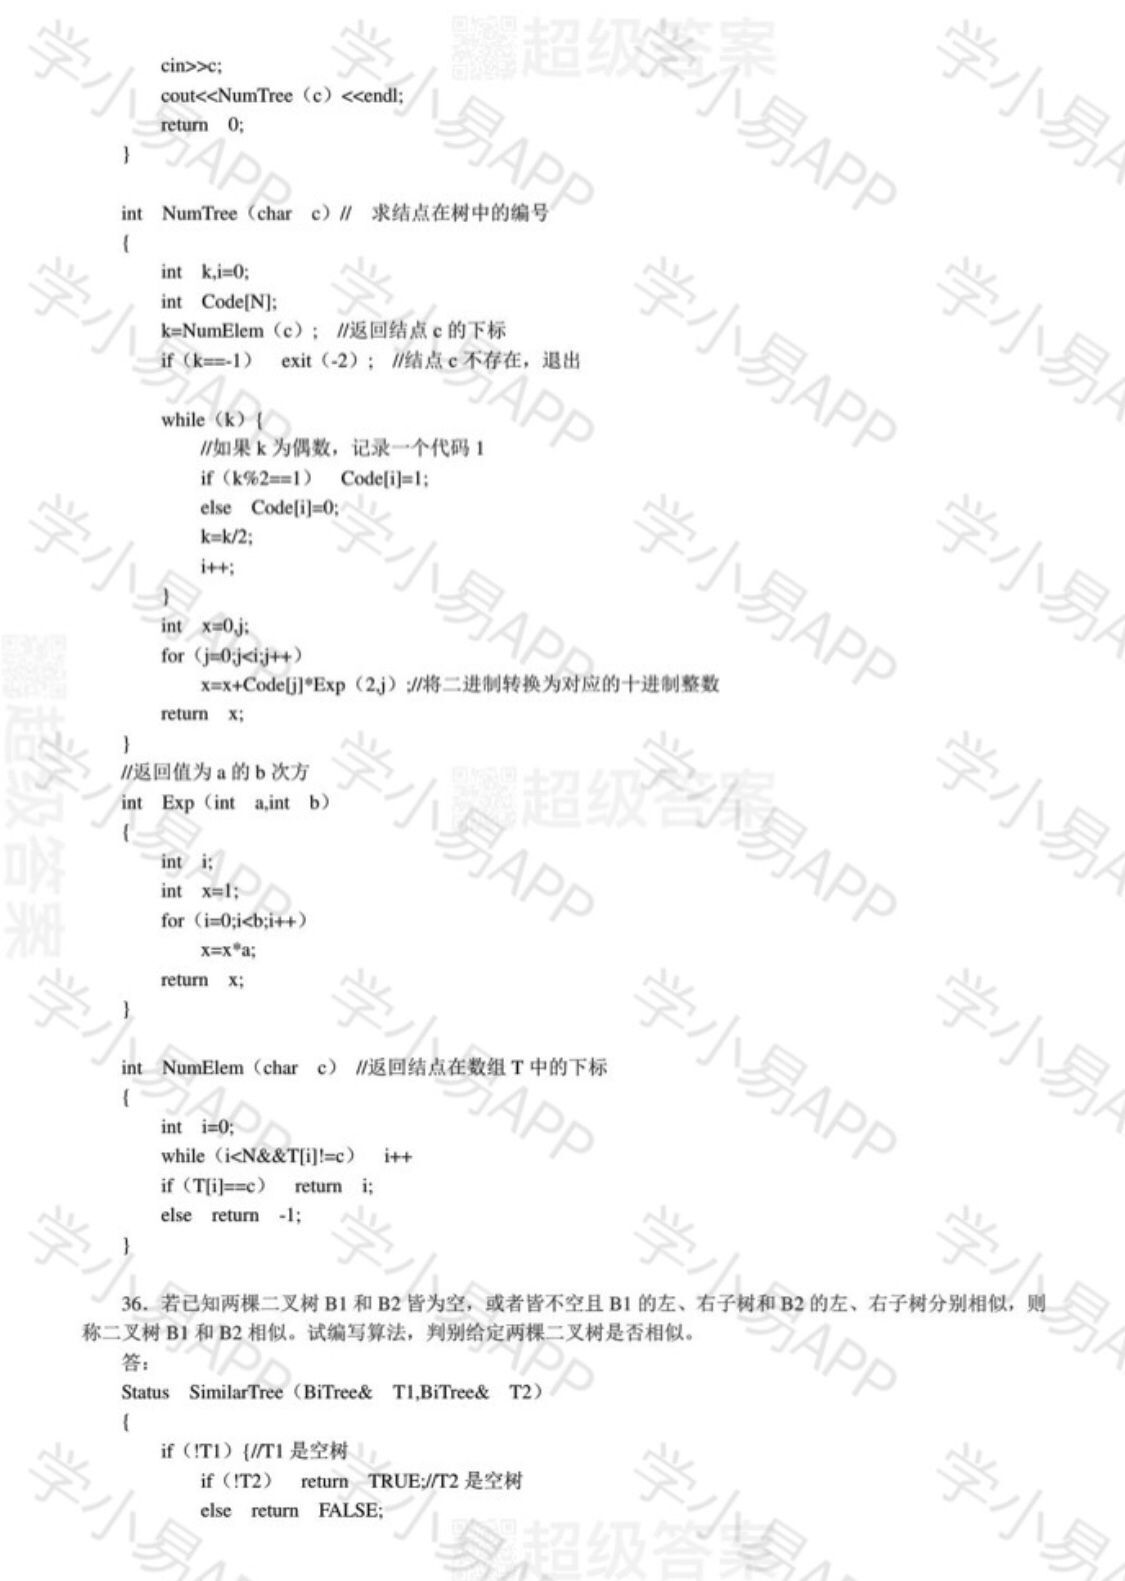 cin>>c;
cout<<NumTree（c）<<endl;
return 0;
}
int NumTree（char c）// 求结点在树中的编号
{
int k,i=0;
int Code[N];
k=NumElem（c）; //返回结点 c 的下标
if（k==-1） exit（-2）; //结点 c 不存在，退出
while（k）{
//如果 k 为偶数，记录一个代码 1
if（k%2==1） Code[i]=1;
else Code[i]=0;
k=k/2;
i++;
}
int x=0,j;
for（j=0;j<i;j++）
x=x+Code[j]*Exp（2,j）;//将二进制转换为对应的十进制整数
return x;
}
//返回值为 a 的 b 次方
int Exp（int a,int b）
{
int i;
int x=1;
for（i=0;i<b;i++）
x=x*a;
return x;
}
int NumElem（char c） //返回结点在数组 T 中的下标
{
int i=0;
while（i<N&&T[i]!=c） i++
if（T[i]==c） return i;
else return -1;
}
36．若已知两棵二叉树 B1 和 B2 皆为空，或者皆不空且 B1 的左、右子树和 B2 的左、右子树分别相似，则
称二叉树 B1 和 B2 相似。试编写算法，判别给定两棵二叉树是否相似。
答：
Status SimilarTree（BiTree& T1,BiTree& T2）
{
if（!T1）{//T1 是空树
if（!T2） return TRUE;//T2 是空树
else return FALSE;
学小易APP
超级答案